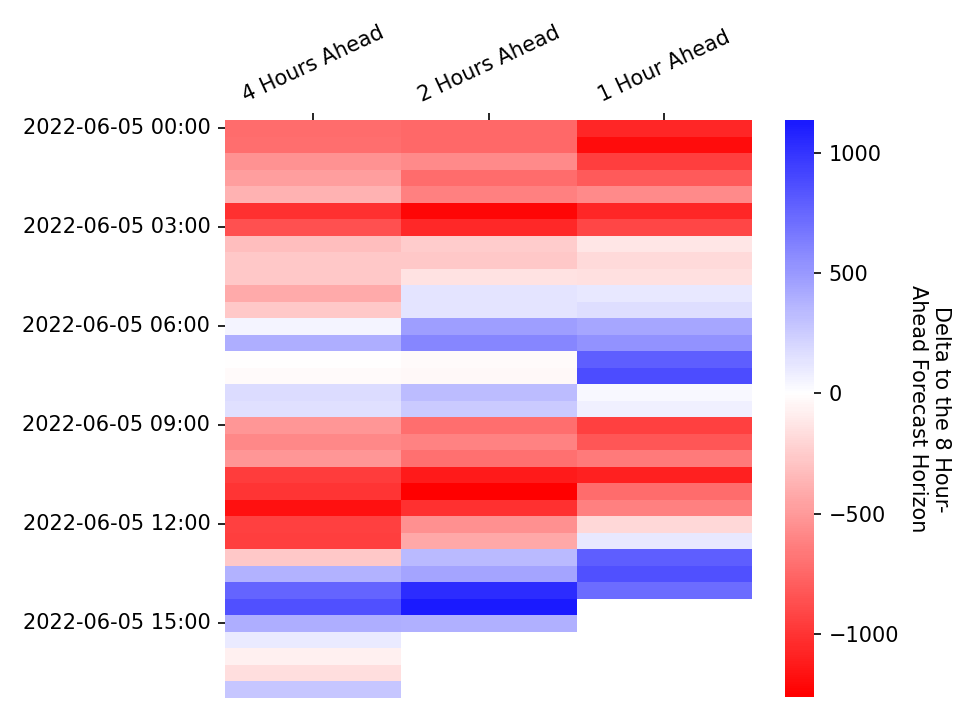 4 Hours Ahead
2 Hours Ahead
1 Hour Ahead
2022-06-05 00:00
2022-06-05 03:00
2022-06-05 06:00
2022-06-05 09:00
2022-06-05 12:00
2022-06-05 15:00
1000
500
0
−500
−1000
Delta to the 8 Hour-
Ahead Forecast Horizon